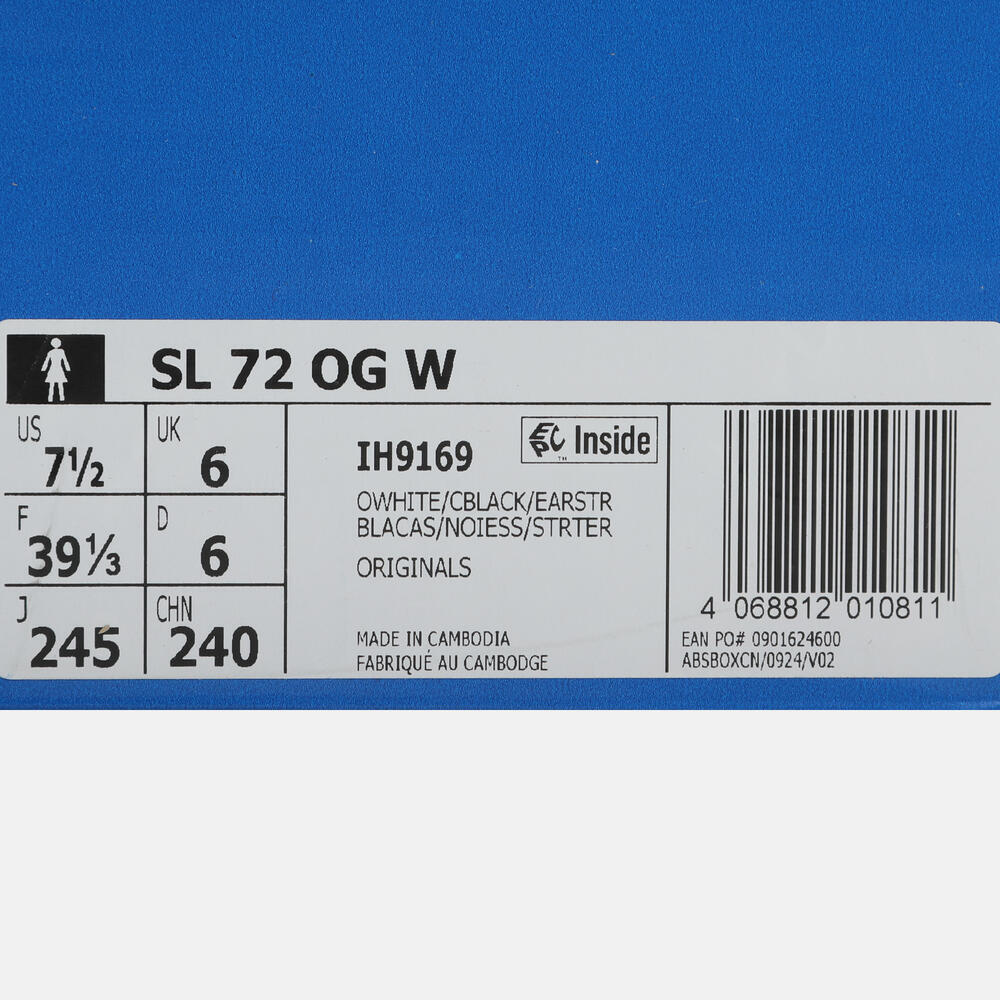 SL 72 OG W
US 7½
UK 6
F 39⅓
D 6
J 245
CHN 240
IH9169
EPC Inside
™
OWHITE/CBLACK/EARSTR
BLACAS/NOIESS/STRTER
ORIGINALS
MADE IN CAMBODIA
FABRIQUÉ AU CAMBODGE
4 068812 010811
EAN PO# 0901624600
ABSBOXCN/0924/V02